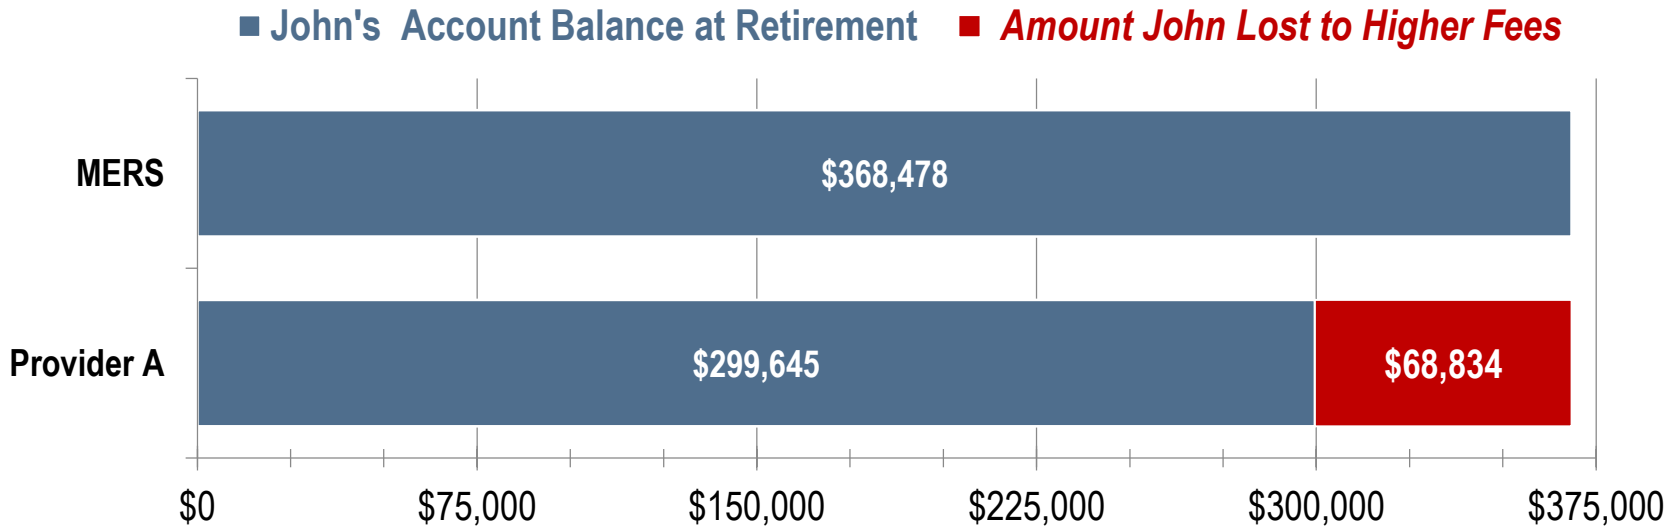 John's  Account Balance at Retirement
Amount John Lost to Higher Fees
MERS
$368,478
Provider A
$299,645
$68,834
$0
$75,000
$150,000
$225,000
$300,000
$375,000